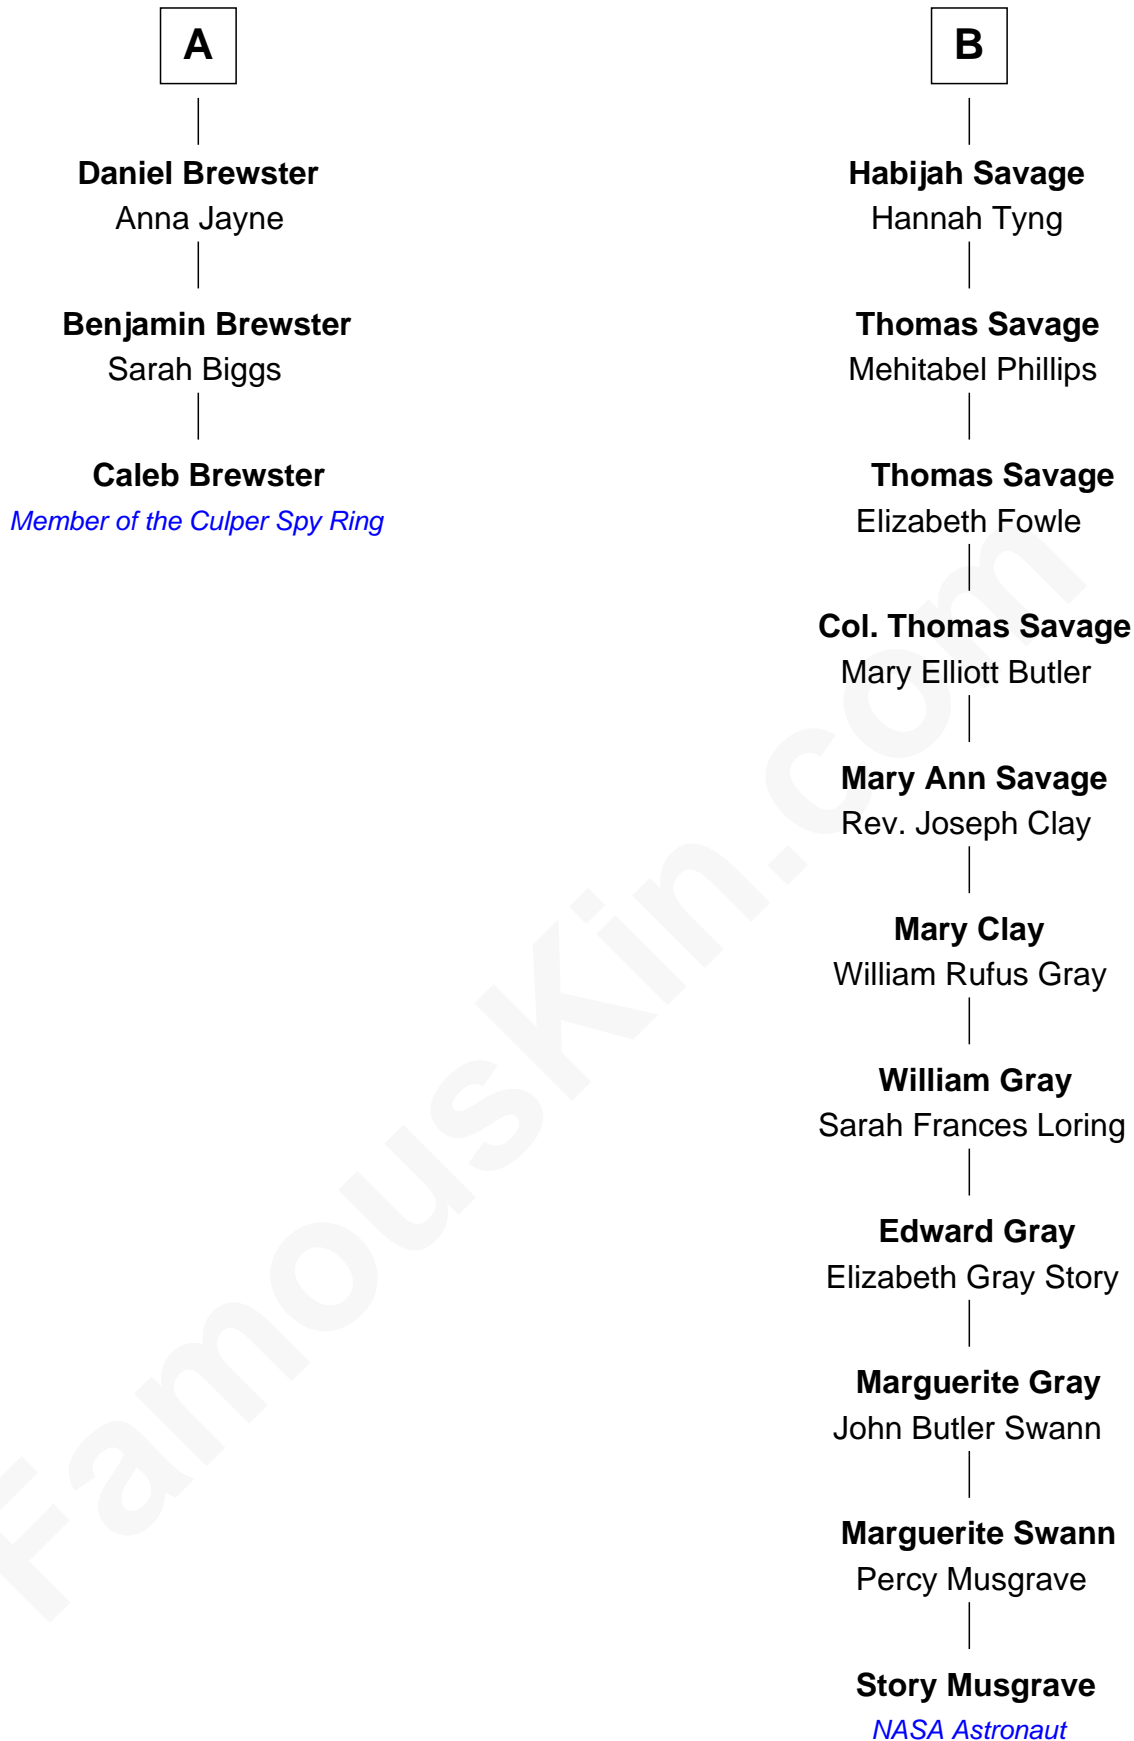 A
Daniel Brewster
Anna Jayne
Benjamin Brewster
Sarah Biggs
Caleb Brewster
Member of the Culper Spy Ring
B
Habijah Savage
Hannah Tyng
Thomas Savage
Mehitabel Phillips
Thomas Savage
Elizabeth Fowle
Col. Thomas Savage
Mary Elliott Butler
Mary Ann Savage
Rev. Joseph Clay
Mary Clay
William Rufus Gray
William Gray
Sarah Frances Loring
Edward Gray
Elizabeth Gray Story
Marguerite Gray
John Butler Swann
Marguerite Swann
Percy Musgrave
Story Musgrave
NASA Astronaut
FamousKin.com